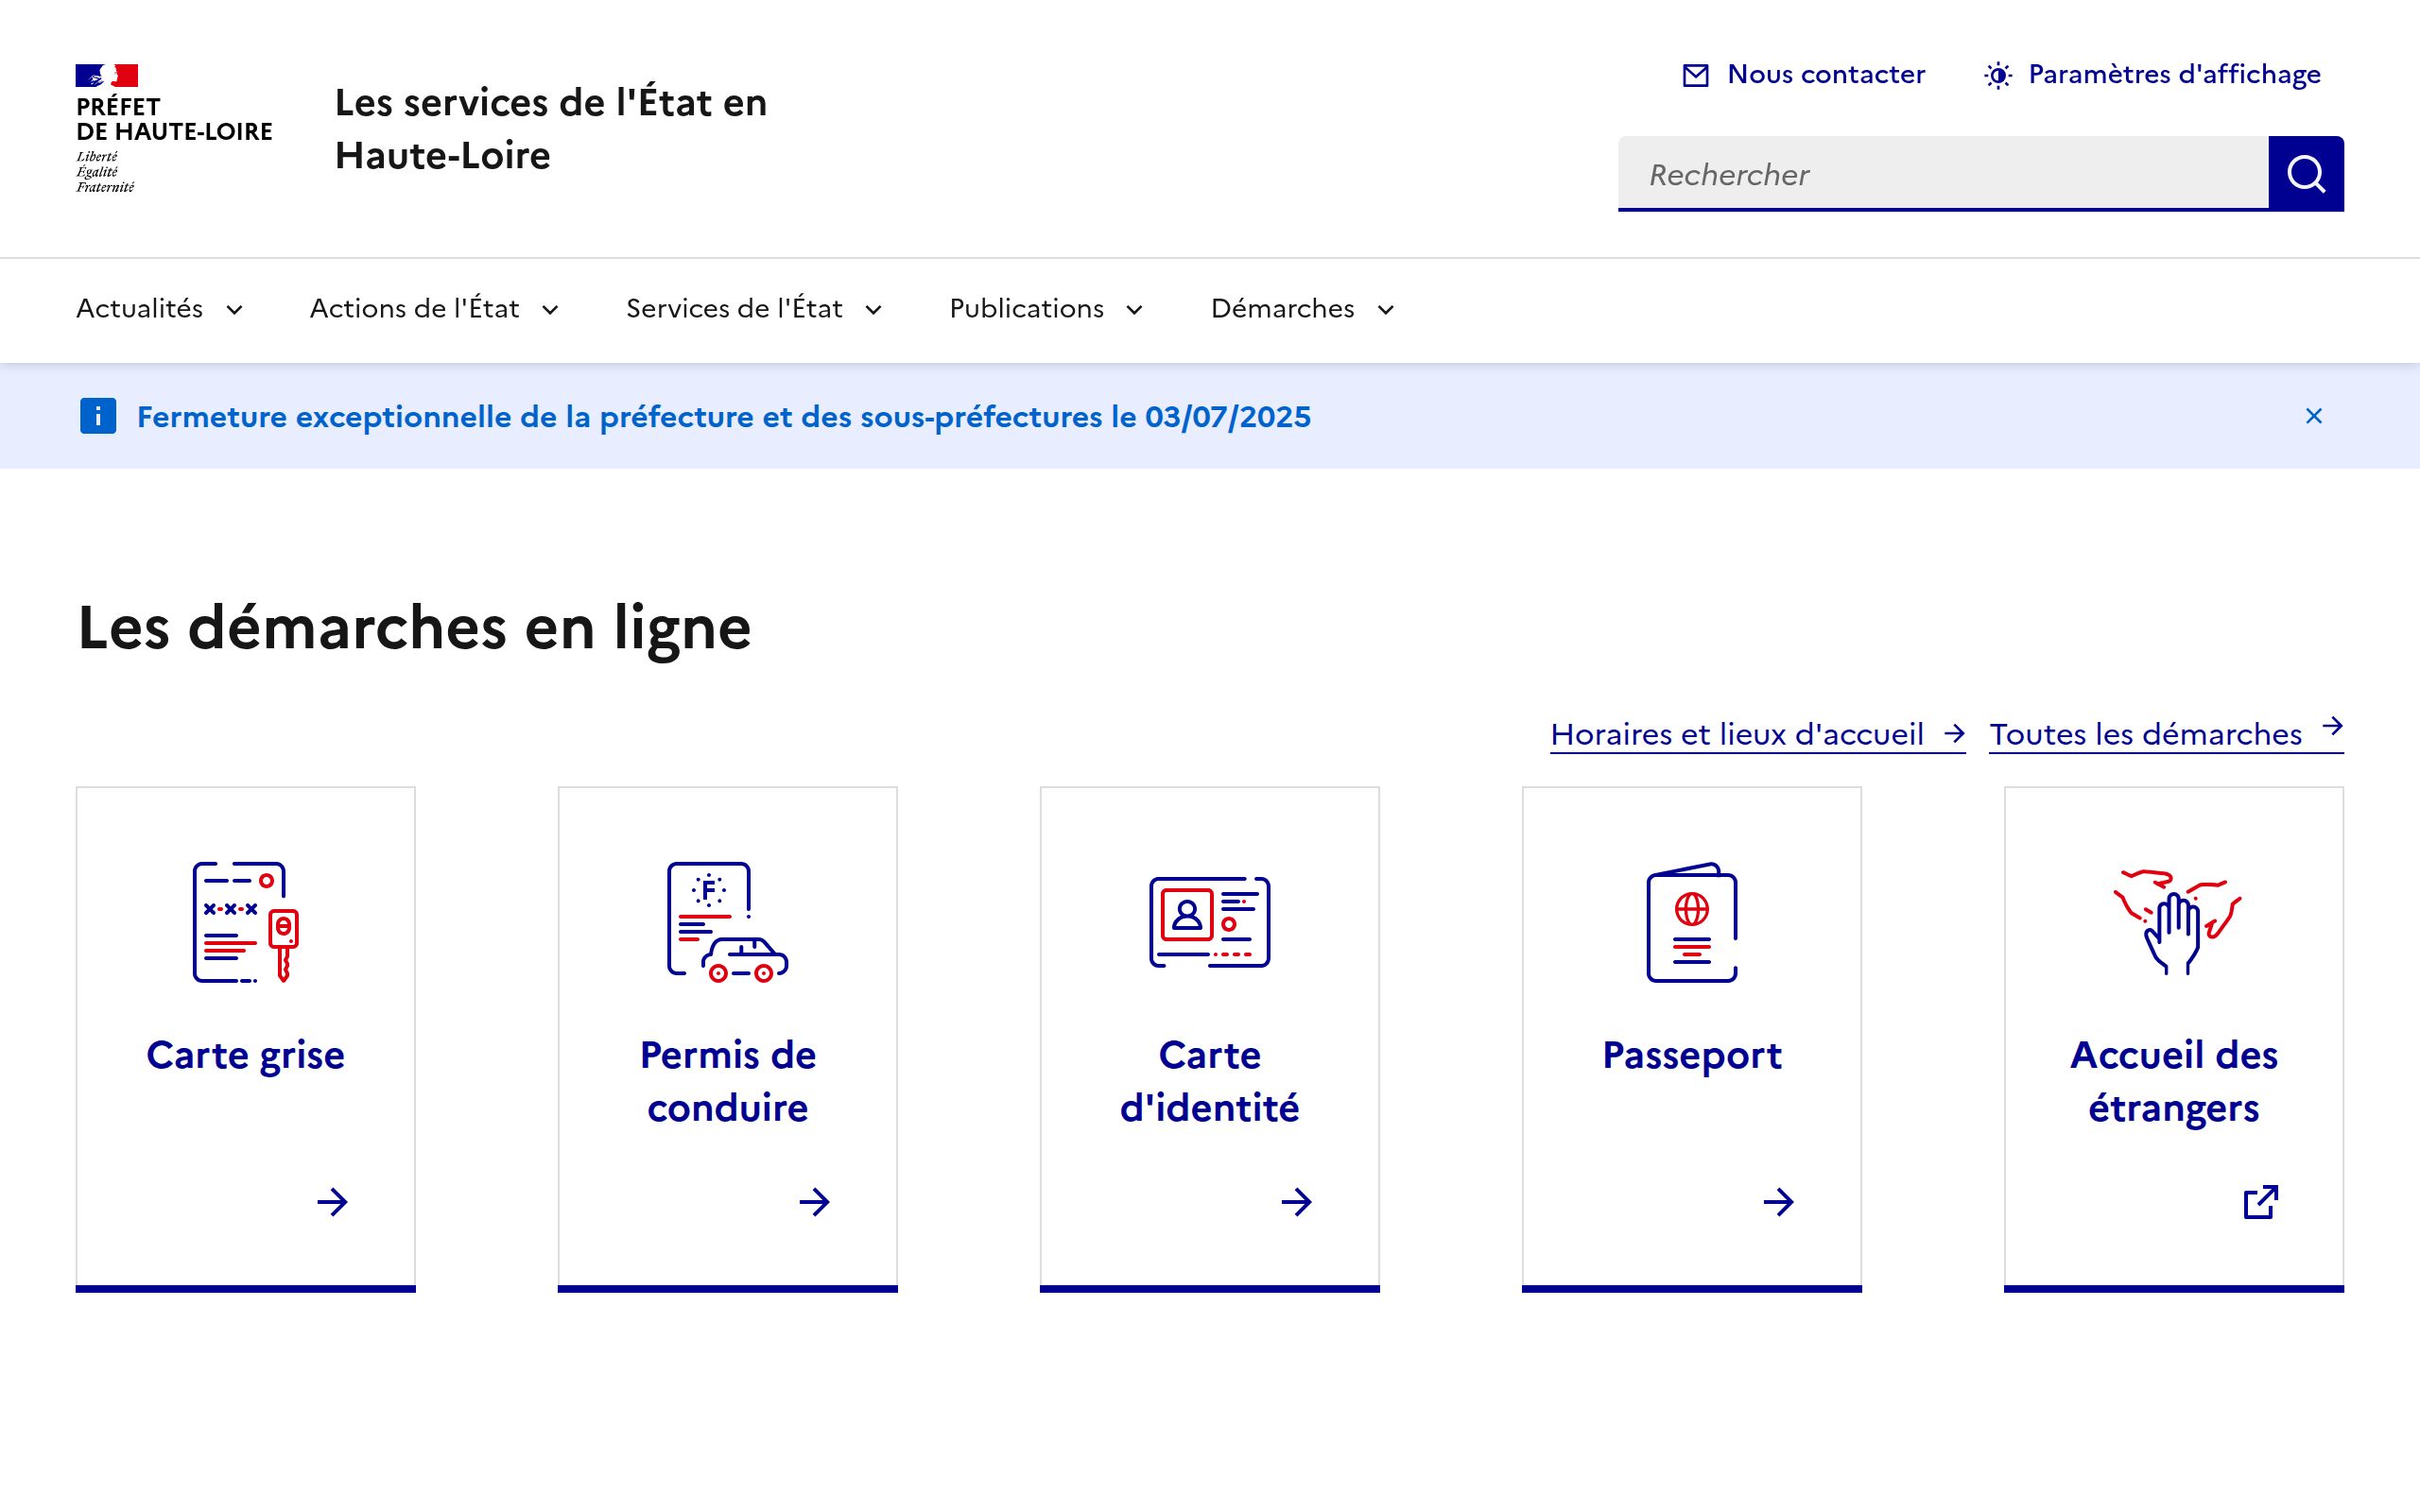 PRÉFET
DE HAUTE-LOIRE
Liberté
Égalité
Fraternité
Les services de l'État en
Haute-Loire
Nous contacter
Paramètres d'affichage
Rechercher
Actualités
Actions de l'État
Services de l'État
Publications
Démarches
Fermeture exceptionnelle de la préfecture et des sous-préfectures le 03/07/2025
Les démarches en ligne
Horaires et lieux d'accueil
Toutes les démarches
Carte grise
F
Permis de
conduire
Carte
d'identité
Passeport
Accueil des
étrangers